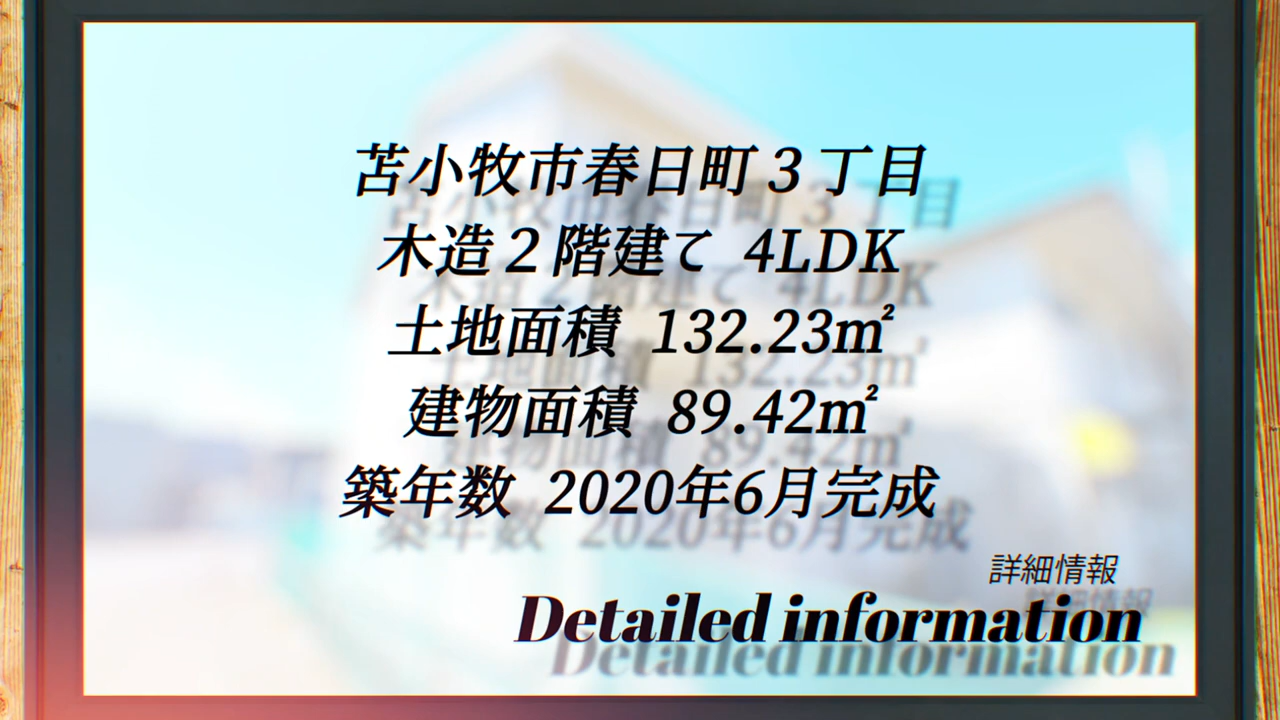 苫小牧市春日町３丁目
木造２階建て 4LDK
土地面積 132.23㎡
建物面積 89.42㎡
築年数 2020年6月完成
詳細情報
Detailed information